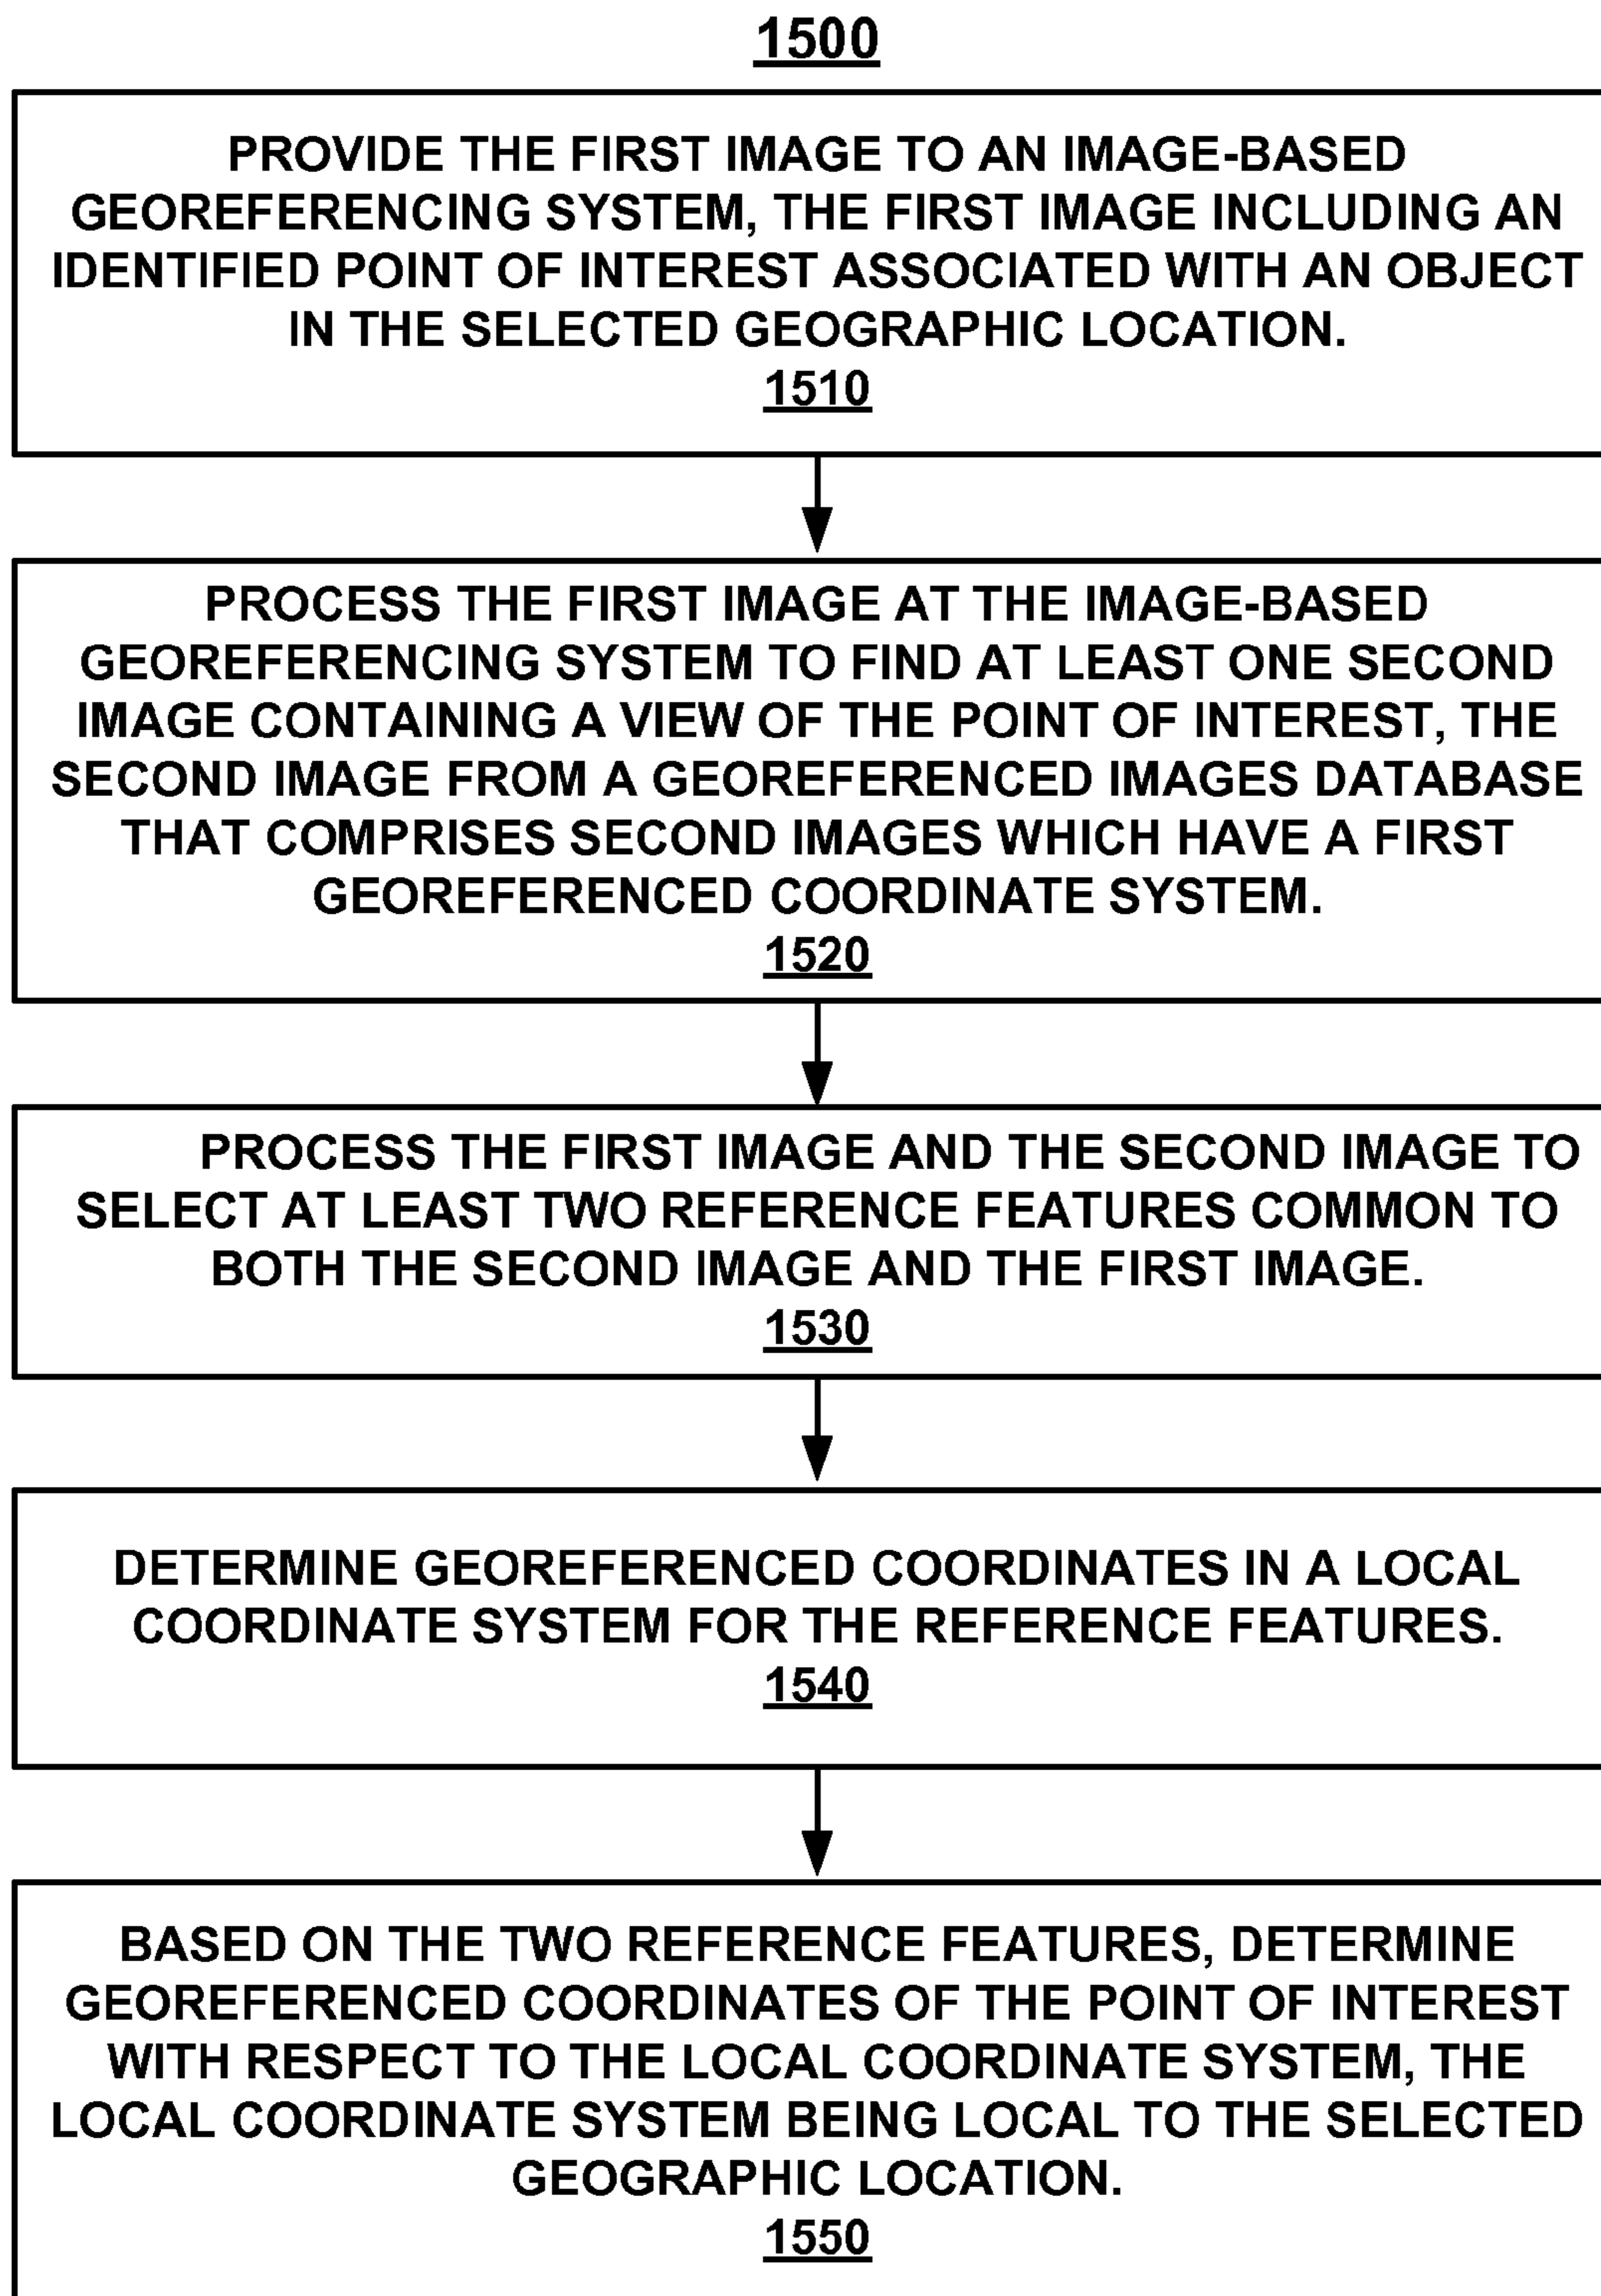 1500
PROVIDE THE FIRST IMAGE TO AN IMAGE-BASED
GEOREFERENCING SYSTEM, THE FIRST IMAGE INCLUDING AN
IDENTIFIED POINT OF INTEREST ASSOCIATED WITH AN OBJECT
IN THE SELECTED GEOGRAPHIC LOCATION.
1510
PROCESS THE FIRST IMAGE AT THE IMAGE-BASED
GEOREFERENCING SYSTEM TO FIND AT LEAST ONE SECOND
IMAGE CONTAINING A VIEW OF THE POINT OF INTEREST, THE
SECOND IMAGE FROM A GEOREFERENCED IMAGES DATABASE
THAT COMPRISES SECOND IMAGES WHICH HAVE A FIRST
GEOREFERENCED COORDINATE SYSTEM.
1520
PROCESS THE FIRST IMAGE AND THE SECOND IMAGE TO
SELECT AT LEAST TWO REFERENCE FEATURES COMMON TO
BOTH THE SECOND IMAGE AND THE FIRST IMAGE.
1530
DETERMINE GEOREFERENCED COORDINATES IN A LOCAL
COORDINATE SYSTEM FOR THE REFERENCE FEATURES.
1540
BASED ON THE TWO REFERENCE FEATURES, DETERMINE
GEOREFERENCED COORDINATES OF THE POINT OF INTEREST
WITH RESPECT TO THE LOCAL COORDINATE SYSTEM, THE
LOCAL COORDINATE SYSTEM BEING LOCAL TO THE SELECTED
GEOGRAPHIC LOCATION.
1550